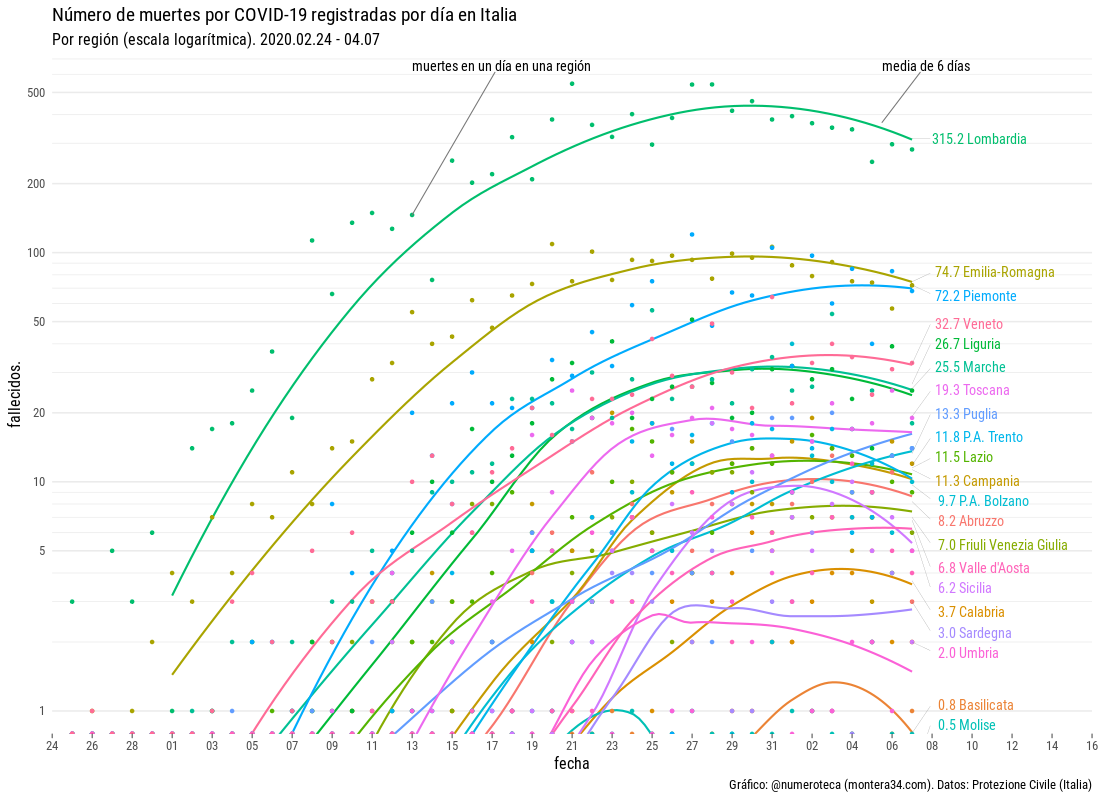 Número de muertes por COVID-19 registradas por día en Italia
Por región (escala logarítmica). 2020.02.24 - 04.07
muertes en un día en una región
media de 6 días
500
200
100
50
20
10
5
1
fallecidos.
315.2 Lombardia
74.7 Emilia-Romagna
72.2 Piemonte
32.7 Veneto
26.7 Liguria
25.5 Marche
19.3 Toscana
13.3 Puglia
11.8 P.A. Trento
11.5 Lazio
11.3 Campania
9.7 P.A. Bolzano
8.2 Abruzzo
7.0 Friuli Venezia Giulia
6.8 Valle d'Aosta
6.2 Sicilia
3.7 Calabria
3.0 Sardegna
2.0 Umbria
0.8 Basilicata
0.5 Molise
24 26 28 01 03 05 07 09 11 13 15 17 19 21 23 25 27 29 31 02 04 06 08 10 12 14 16
fecha
Gráfico: @numeroteca (montera34.com). Datos: Protezione Civile (Italia)